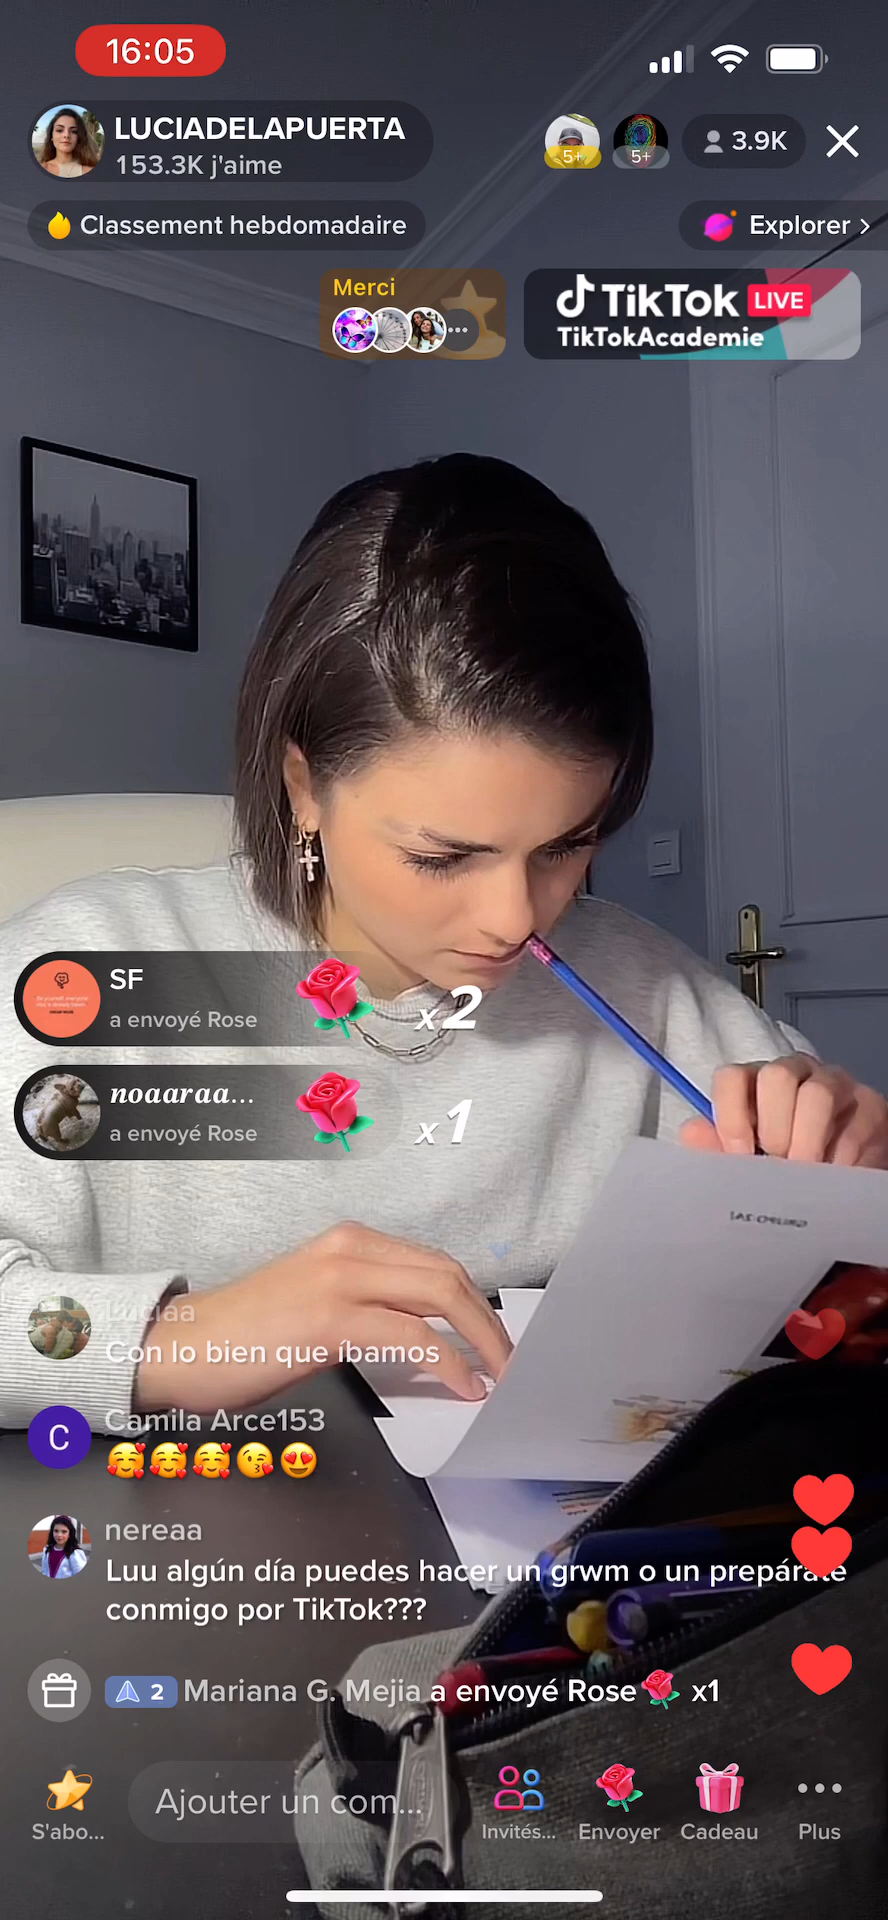 16:05
LUCIADELAPUERTA
153.3K j'aime
5+
5+
3.9K
Classement hebdomadaire
Explorer >
Merci
TikTok LIVE
TikTokAcademie
SF
a envoyé Rose
x2
noaaraa...
a envoyé Rose
x1
Luciaa
Con lo bien que íbamos
C
Camila Arce153
🥰🥰🥰😘😍
nereaa
Luu algún día puedes hacer un grwm o un prepárate
conmigo por TikTok???
2 Mariana G. Mejia a envoyé Rose🌹 x1
S'abo...
Ajouter un com...
Invités...
Envoyer
Cadeau
Plus